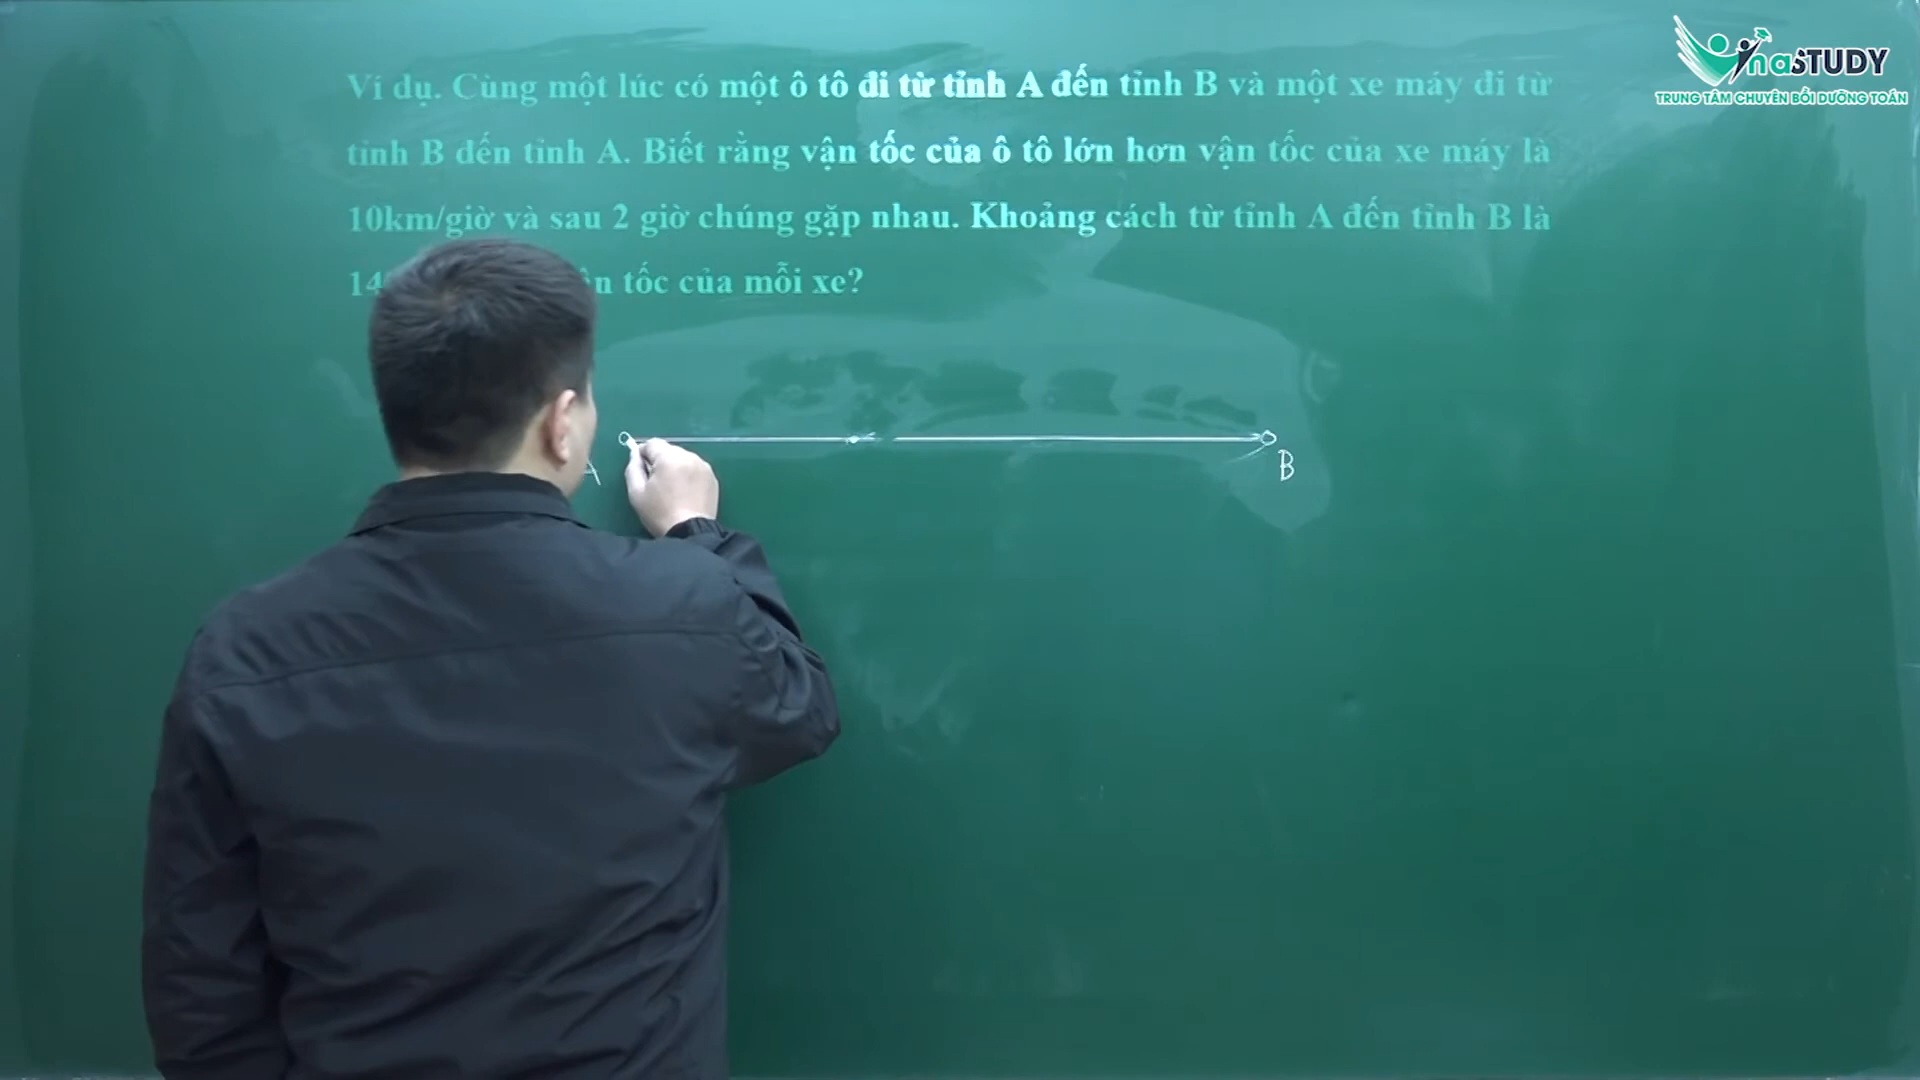 Ví dụ. Cùng một lúc có một ô tô đi từ tỉnh A đến tỉnh B và một xe máy đi từ
tỉnh B đến tỉnh A. Biết rằng vận tốc của ô tô lớn hơn vận tốc của xe máy là
10km/giờ và sau 2 giờ chúng gặp nhau. Khoảng cách từ tỉnh A đến tỉnh B là
tốc của mỗi xe?
A
B
VinaSTUDY
TRUNG TÂM CHUYÊN BỒI DƯỠNG TOÁN